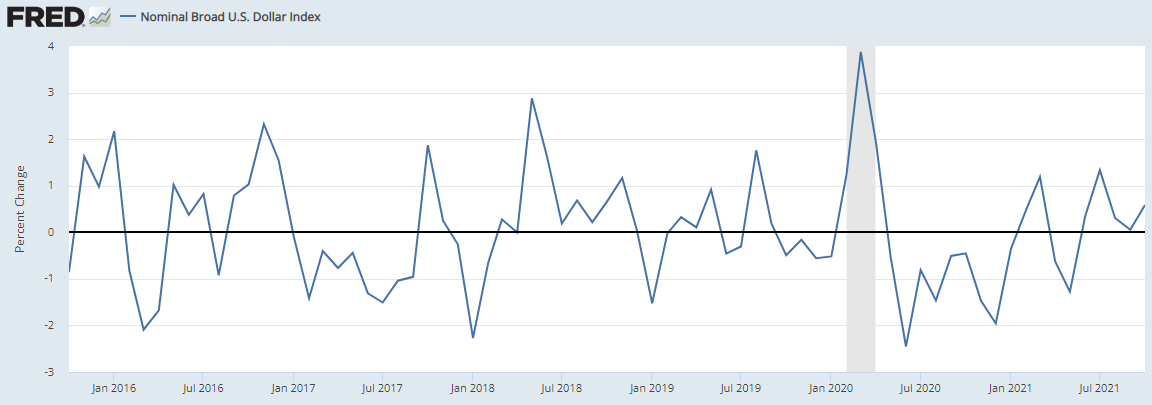 FRED
Nominal Broad U.S. Dollar Index
Percent Change
4
3
2
1
0
-1
-2
-3
Jan 2016 Jul 2016 Jan 2017 Jul 2017 Jan 2018 Jul 2018 Jan 2019 Jul 2019 Jan 2020 Jul 2020 Jan 2021 Jul 2021